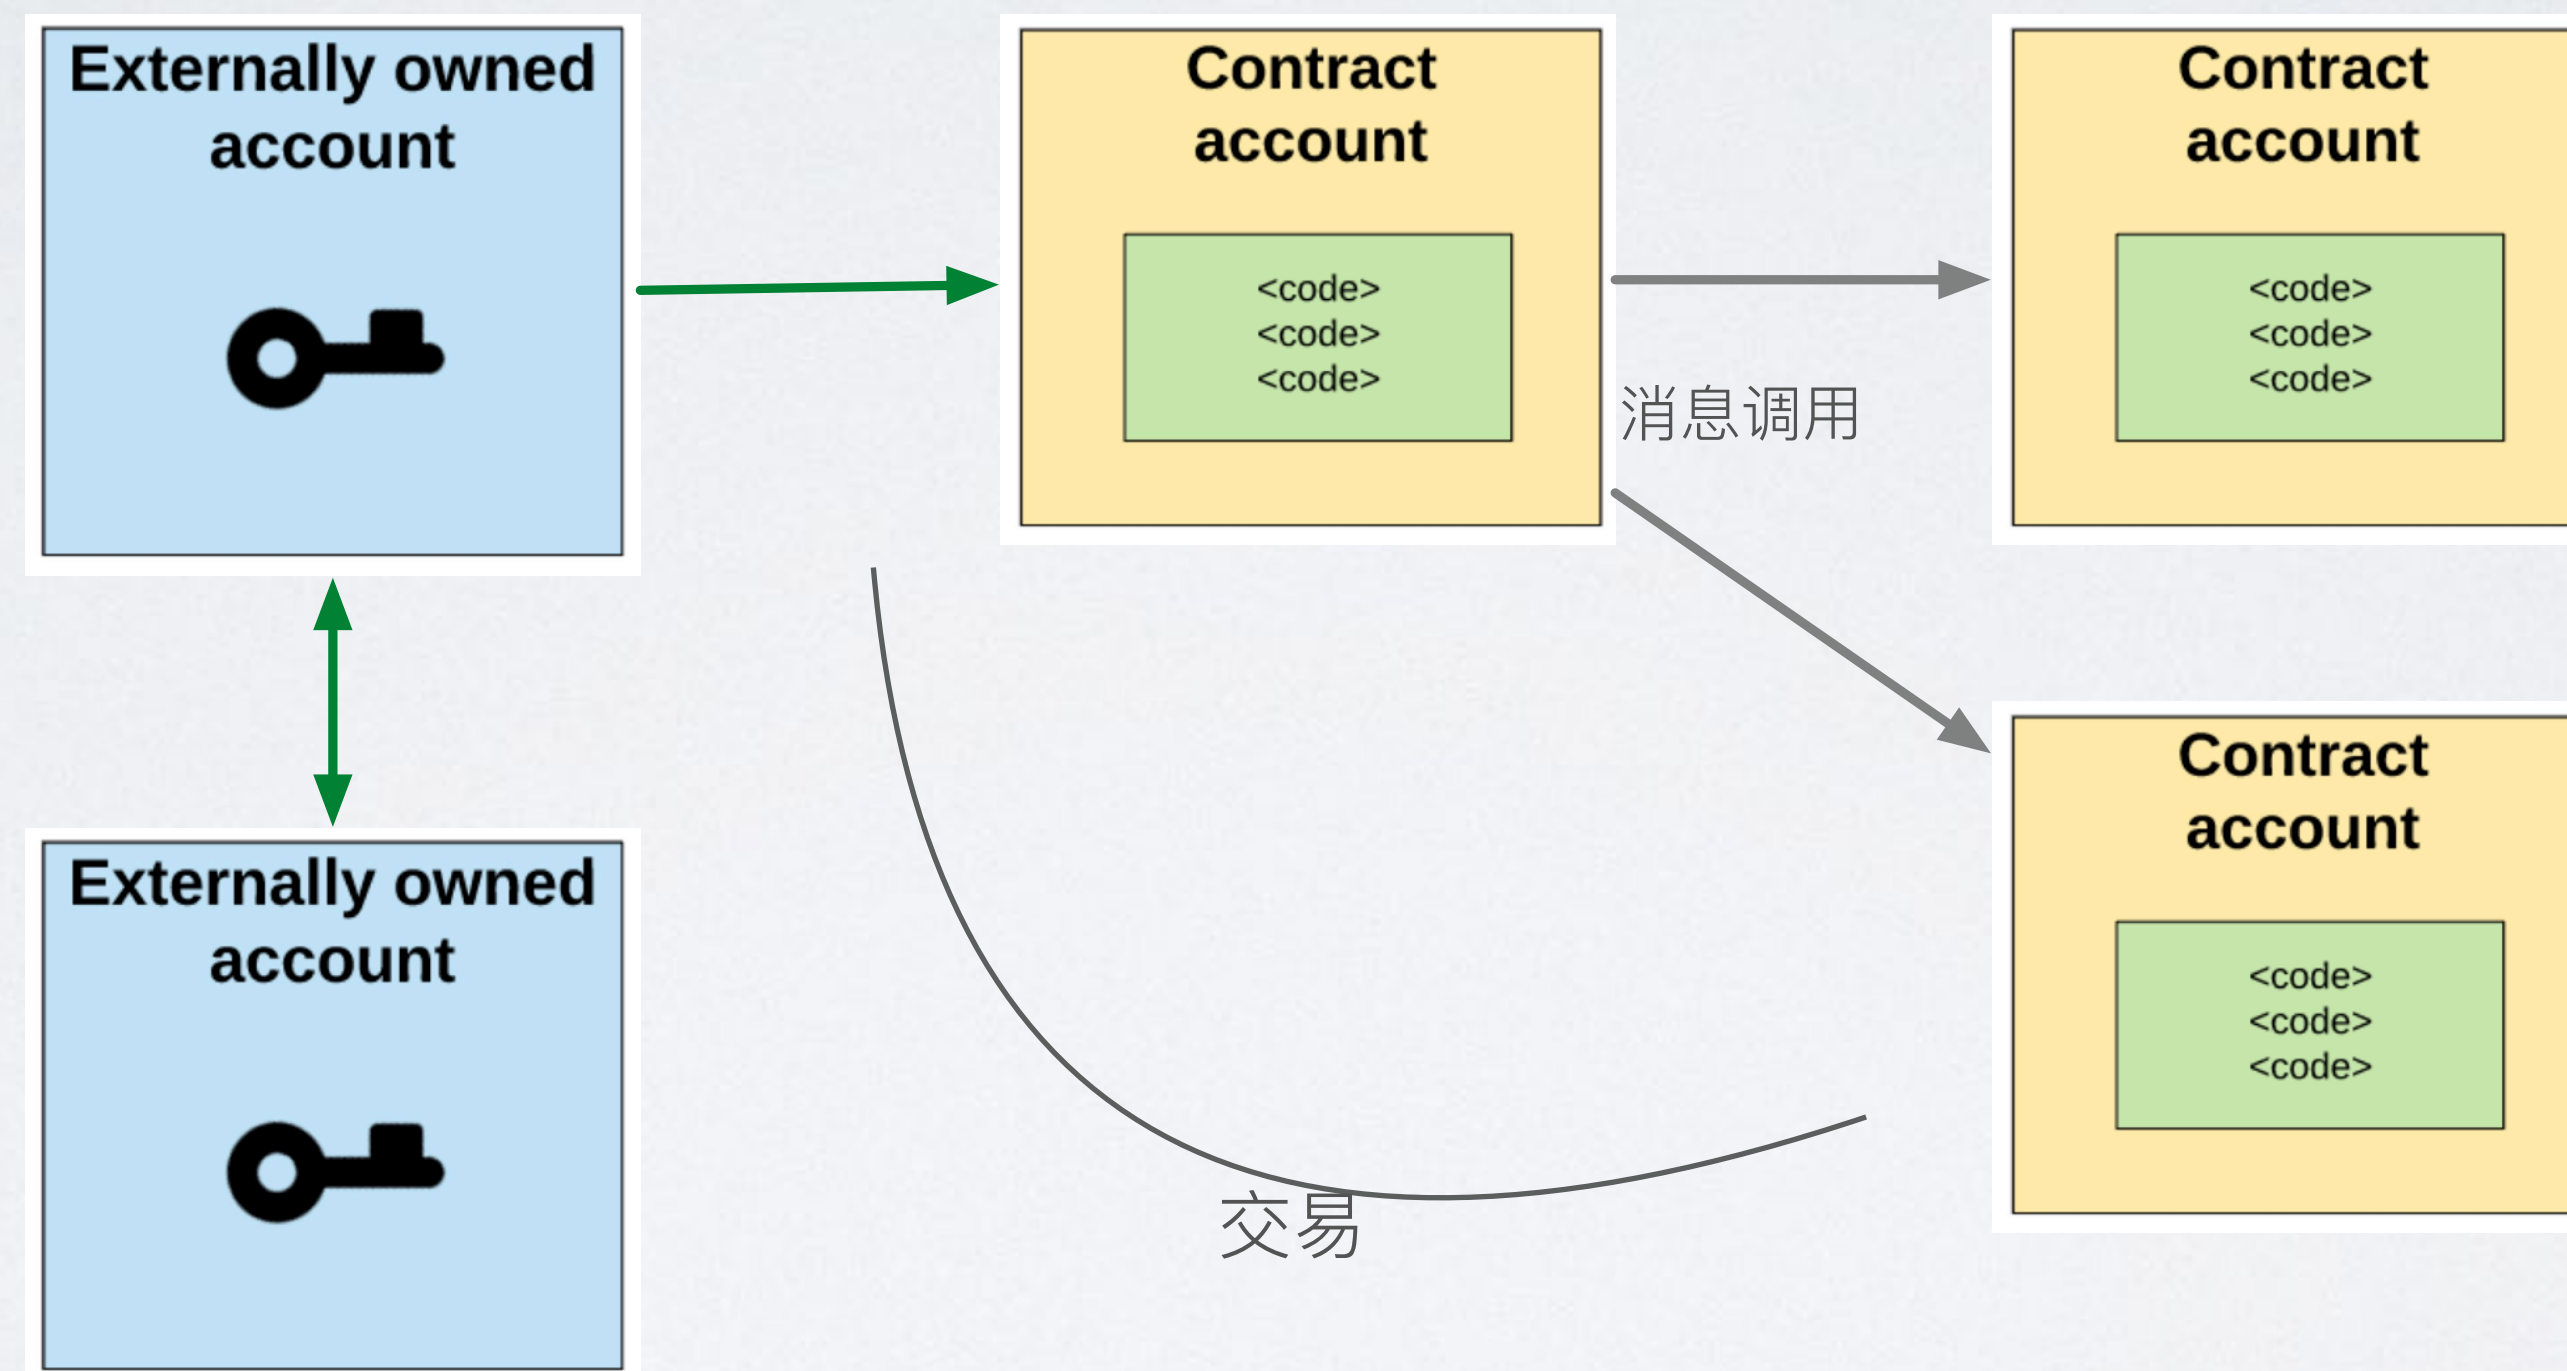 Externally owned
account
Contract
account
<code>
<code>
<code>
消息调用
Contract
account
<code>
<code>
<code>
Externally owned
account
交易
Contract
account
<code>
<code>
<code>